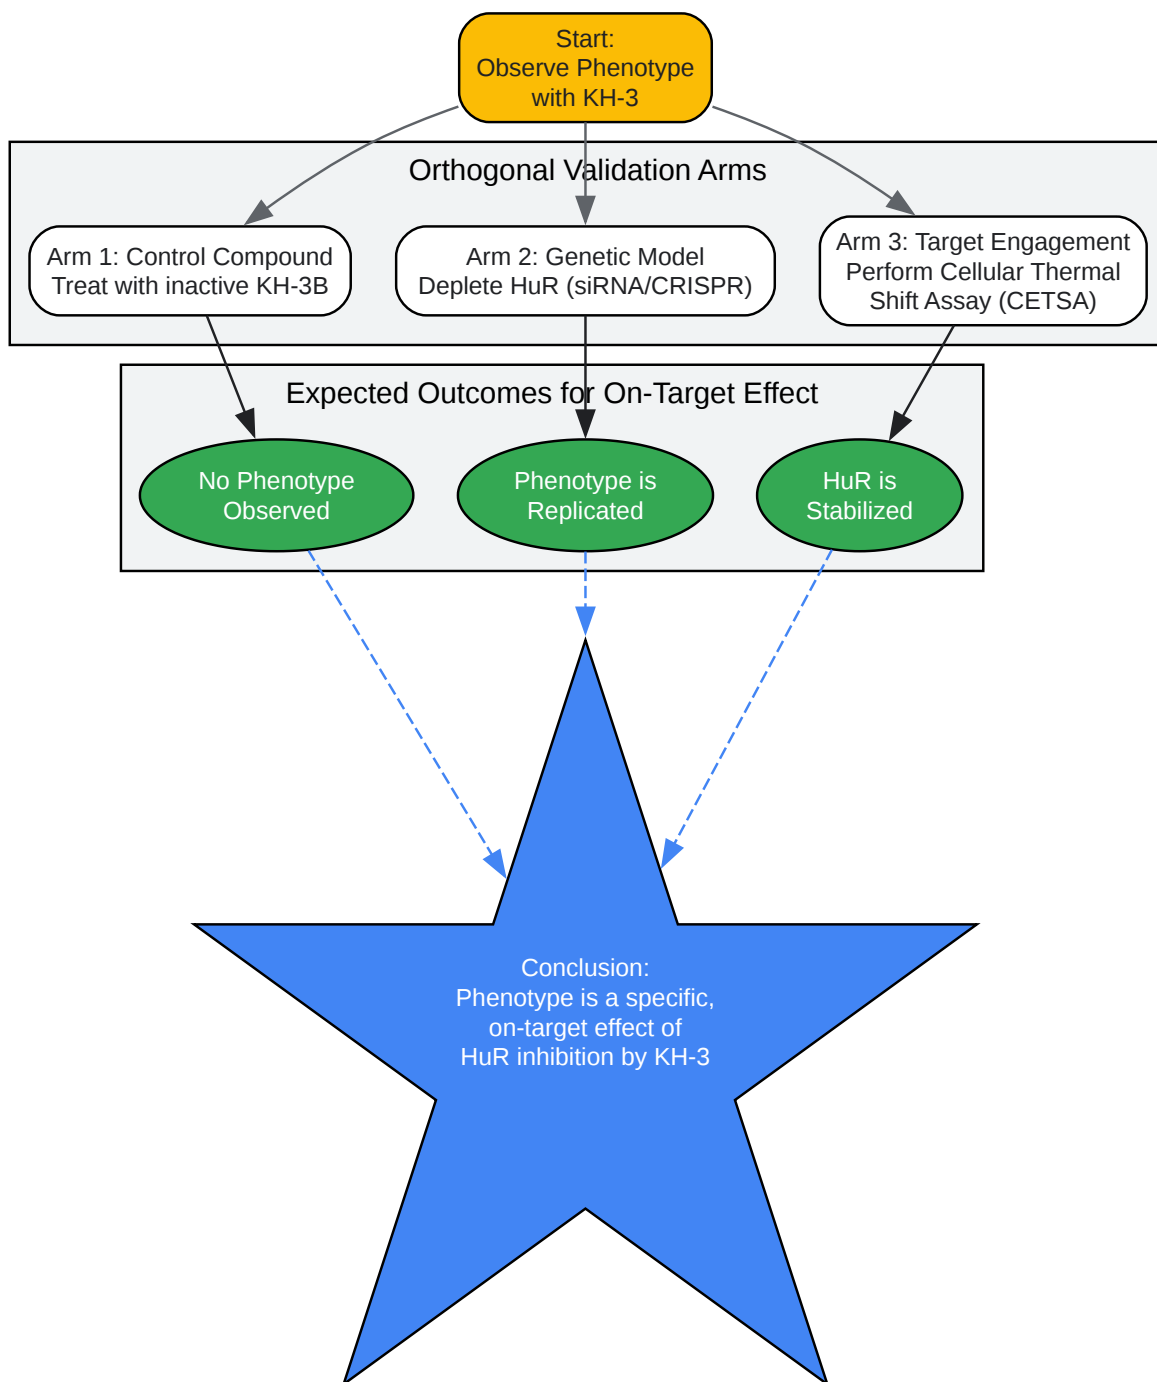 Start:
Observe Phenotype
with KH-3
Orthogonal Validation Arms
Arm 1: Control Compound
Treat with inactive KH-3B
Arm 2: Genetic Model
Deplete HuR (siRNA/CRISPR)
Arm 3: Target Engagement
Perform Cellular Thermal
Shift Assay (CETSA)
Expected Outcomes for On-Target Effect
No Phenotype
Observed
Phenotype is
Replicated
HuR is
Stabilized
Conclusion:
Phenotype is a specific,
on-target effect of
HuR inhibition by KH-3